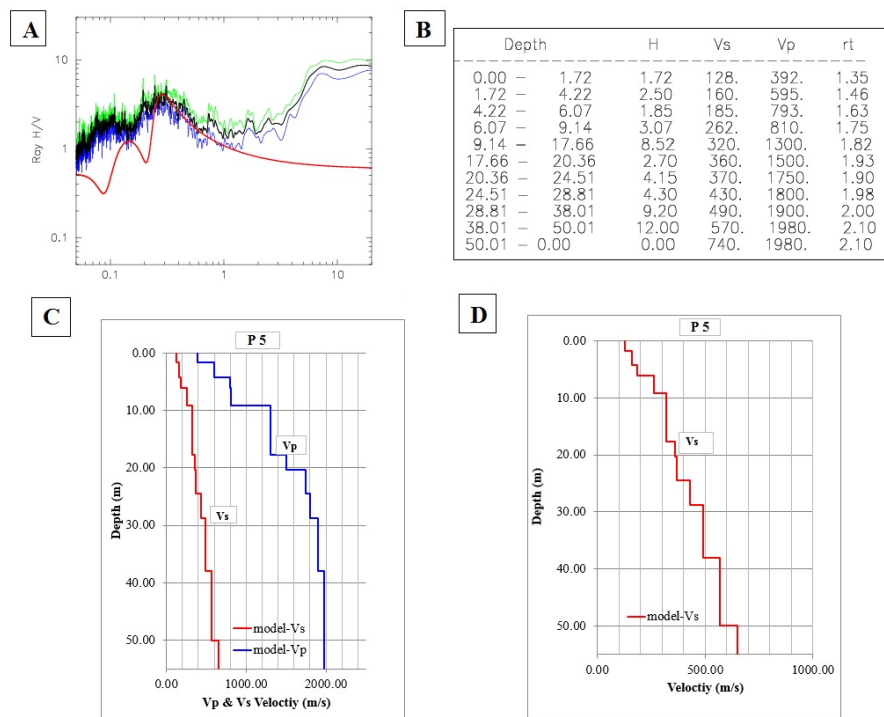 A
10
1
0.1
Ray H/V
0.1
1
10
B
Depth H Vs Vp rt
0.00 – 1.72 1.72 128. 392. 1.35
1.72 – 4.22 2.50 160. 595. 1.46
4.22 – 6.07 1.85 185. 793. 1.63
6.07 – 9.14 3.07 262. 810. 1.75
9.14 – 17.66 8.52 320. 1300. 1.82
17.66 – 20.36 2.70 360. 1500. 1.93
20.36 – 24.51 4.15 370. 1750. 1.90
24.51 – 28.81 4.30 430. 1800. 1.98
28.81 – 38.01 9.20 490. 1900. 2.00
38.01 – 50.01 12.00 570. 1980. 2.10
50.01 – 0.00 0.00 740. 1980. 2.10
C
P 5
0.00
10.00
20.00
30.00
40.00
50.00
Depth (m)
Vp
Vs
model-Vs
model-Vp
0.00 1000.00 2000.00
Vp & Vs Veloctiy (m/s)
D
P 5
0.00
10.00
20.00
30.00
40.00
50.00
Depth (m)
Vs
model-Vs
0.00 500.00 1000.00
Veloctiy (m/s)